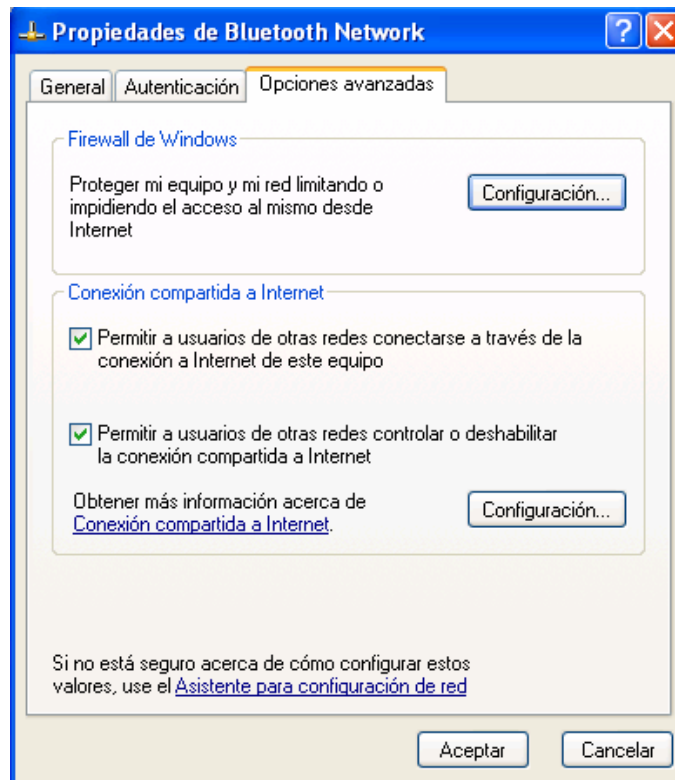 Propiedades de Bluetooth Network
General Autenticación Opciones avanzadas
Firewall de Windows
Proteger mi equipo y mi red limitando o
impidiendo el acceso al mismo desde
Internet
Configuración...
Conexión compartida a Internet
Permitir a usuarios de otras redes conectarse a través de la
conexión a Internet de este equipo
Permitir a usuarios de otras redes controlar o deshabilitar
la conexión compartida a Internet
Obtener más información acerca de
Conexión compartida a Internet.
Configuración...
Si no está seguro acerca de cómo configurar estos
valores, use el Asistente para configuración de red
Aceptar Cancelar